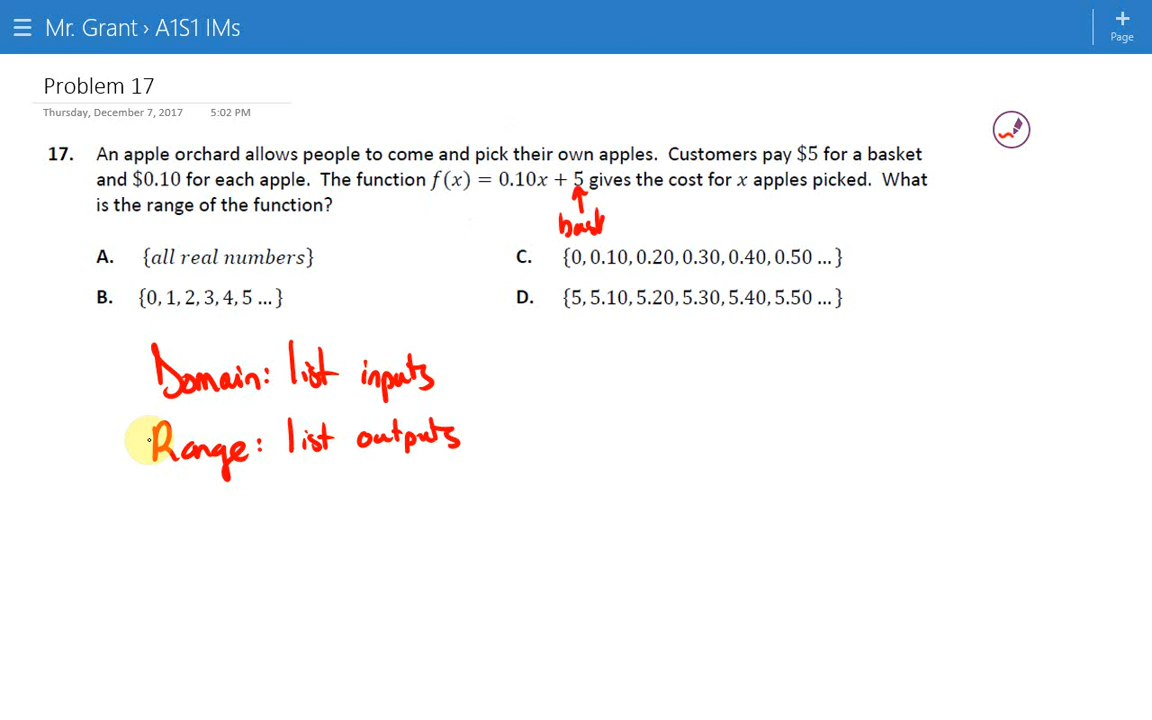 Mr. Grant › A1S1 IMs
Page
Problem 17
Thursday, December 7, 2017 5:02 PM
17. An apple orchard allows people to come and pick their own apples. Customers pay $5 for a basket
and $0.10 for each apple. The function f(x) = 0.10x + 5 gives the cost for x apples picked. What
is the range of the function?
bask
A. {all real numbers}
C. {0, 0.10, 0.20, 0.30, 0.40, 0.50 ...}
B. {0, 1, 2, 3, 4, 5 ...}
D. {5, 5.10, 5.20, 5.30, 5.40, 5.50 ...}
Domain: list inputs
Range: list outputs